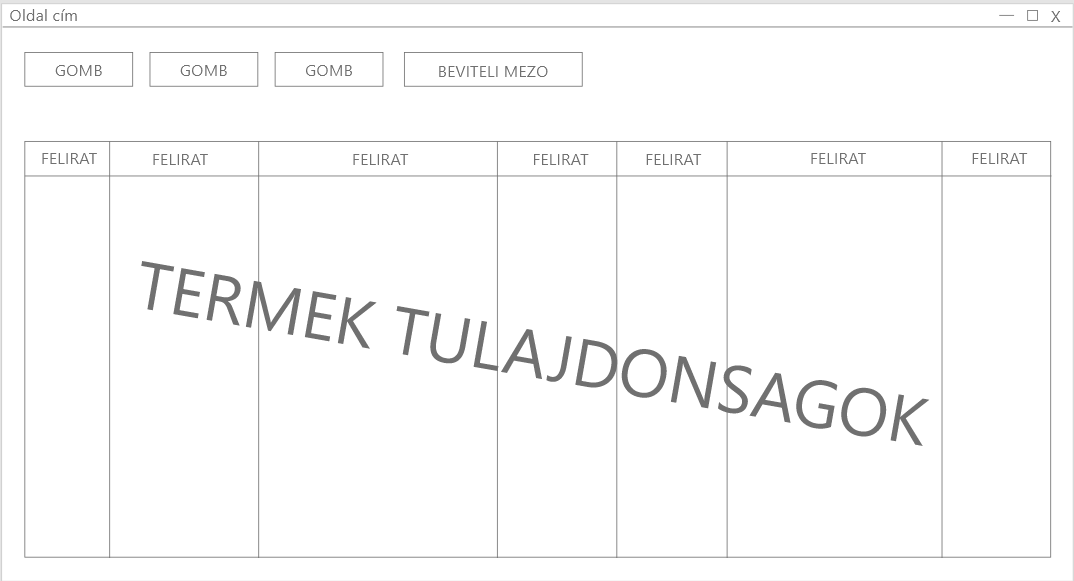 Oldal cím
X
GOMB GOMB GOMB BEVITELI MEZO
FELIRAT FELIRAT FELIRAT FELIRAT FELIRAT FELIRAT FELIRAT
TERMEK TULAJDONSAGOK